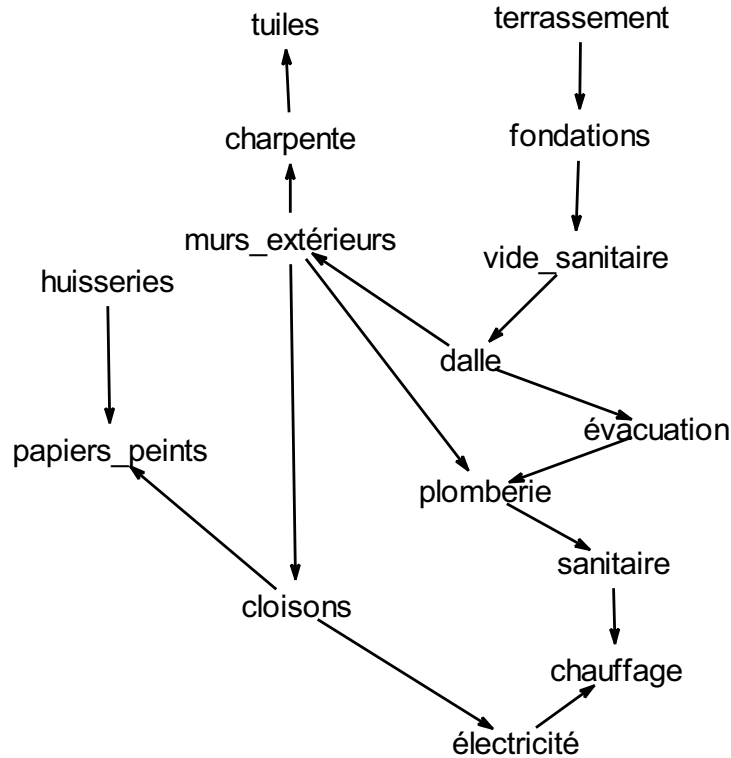 terrassement
tuiles
fondations
charpente
murs_extérieurs
vide_sanitaire
huisseries
dalle
évacuation
papiers_peints
plomberie
sanitaire
cloisons
chauffage
électricité